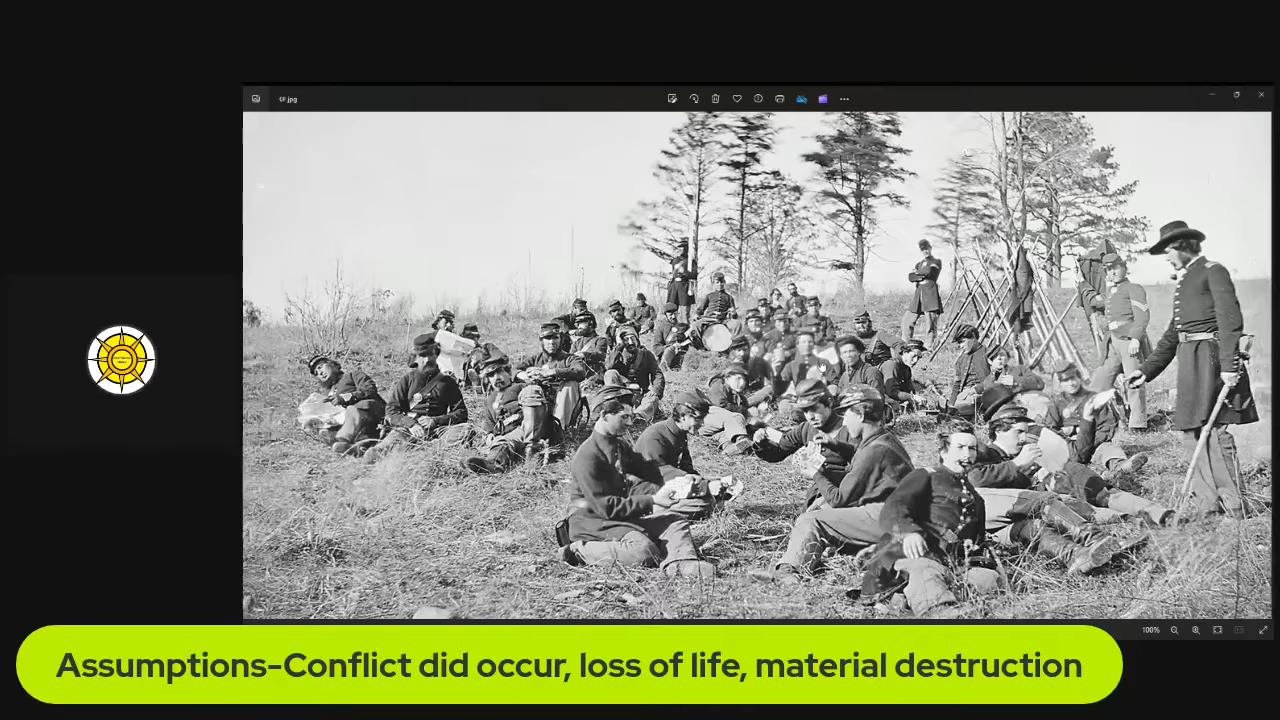 CF.jpg
100%
Assumptions-Conflict did occur, loss of life, material destruction